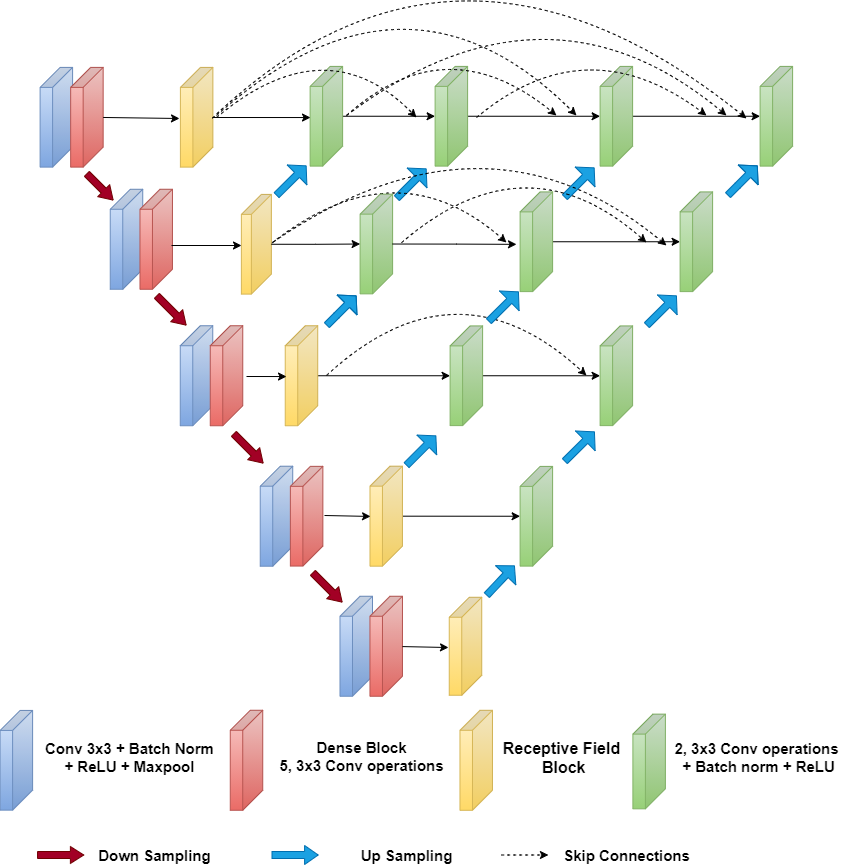 Conv 3x3 + Batch Norm
+ ReLU + Maxpool
Dense Block
5, 3x3 Conv operations
Receptive Field
Block
2, 3x3 Conv operations
+ Batch norm + ReLU
Down Sampling
Up Sampling
Skip Connections